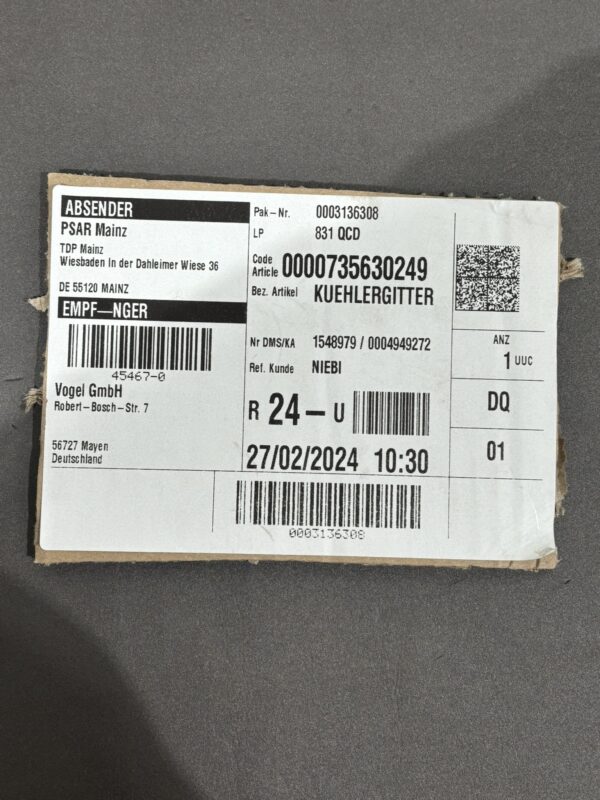 ABSENDER
PSAR Mainz
TDP Mainz
Wiesbaden In der Dahleimer Wiese 36
DE 55120 MAINZ
EMPF—NGER
45467-0
Vogel GmbH
Robert-Bosch-Str. 7
56727 Mayen
Deutschland
Pak-Nr. 0003136308
LP 831 QCD
Code Article 0000735630249
Bez. Artikel KUEHLERGITTER
Nr DMS/KA 1548979 / 0004949272
Ref. Kunde NIEBI
R 24-U
27/02/2024 10:30
ANZ
1 UUC
DQ
01
0003136308